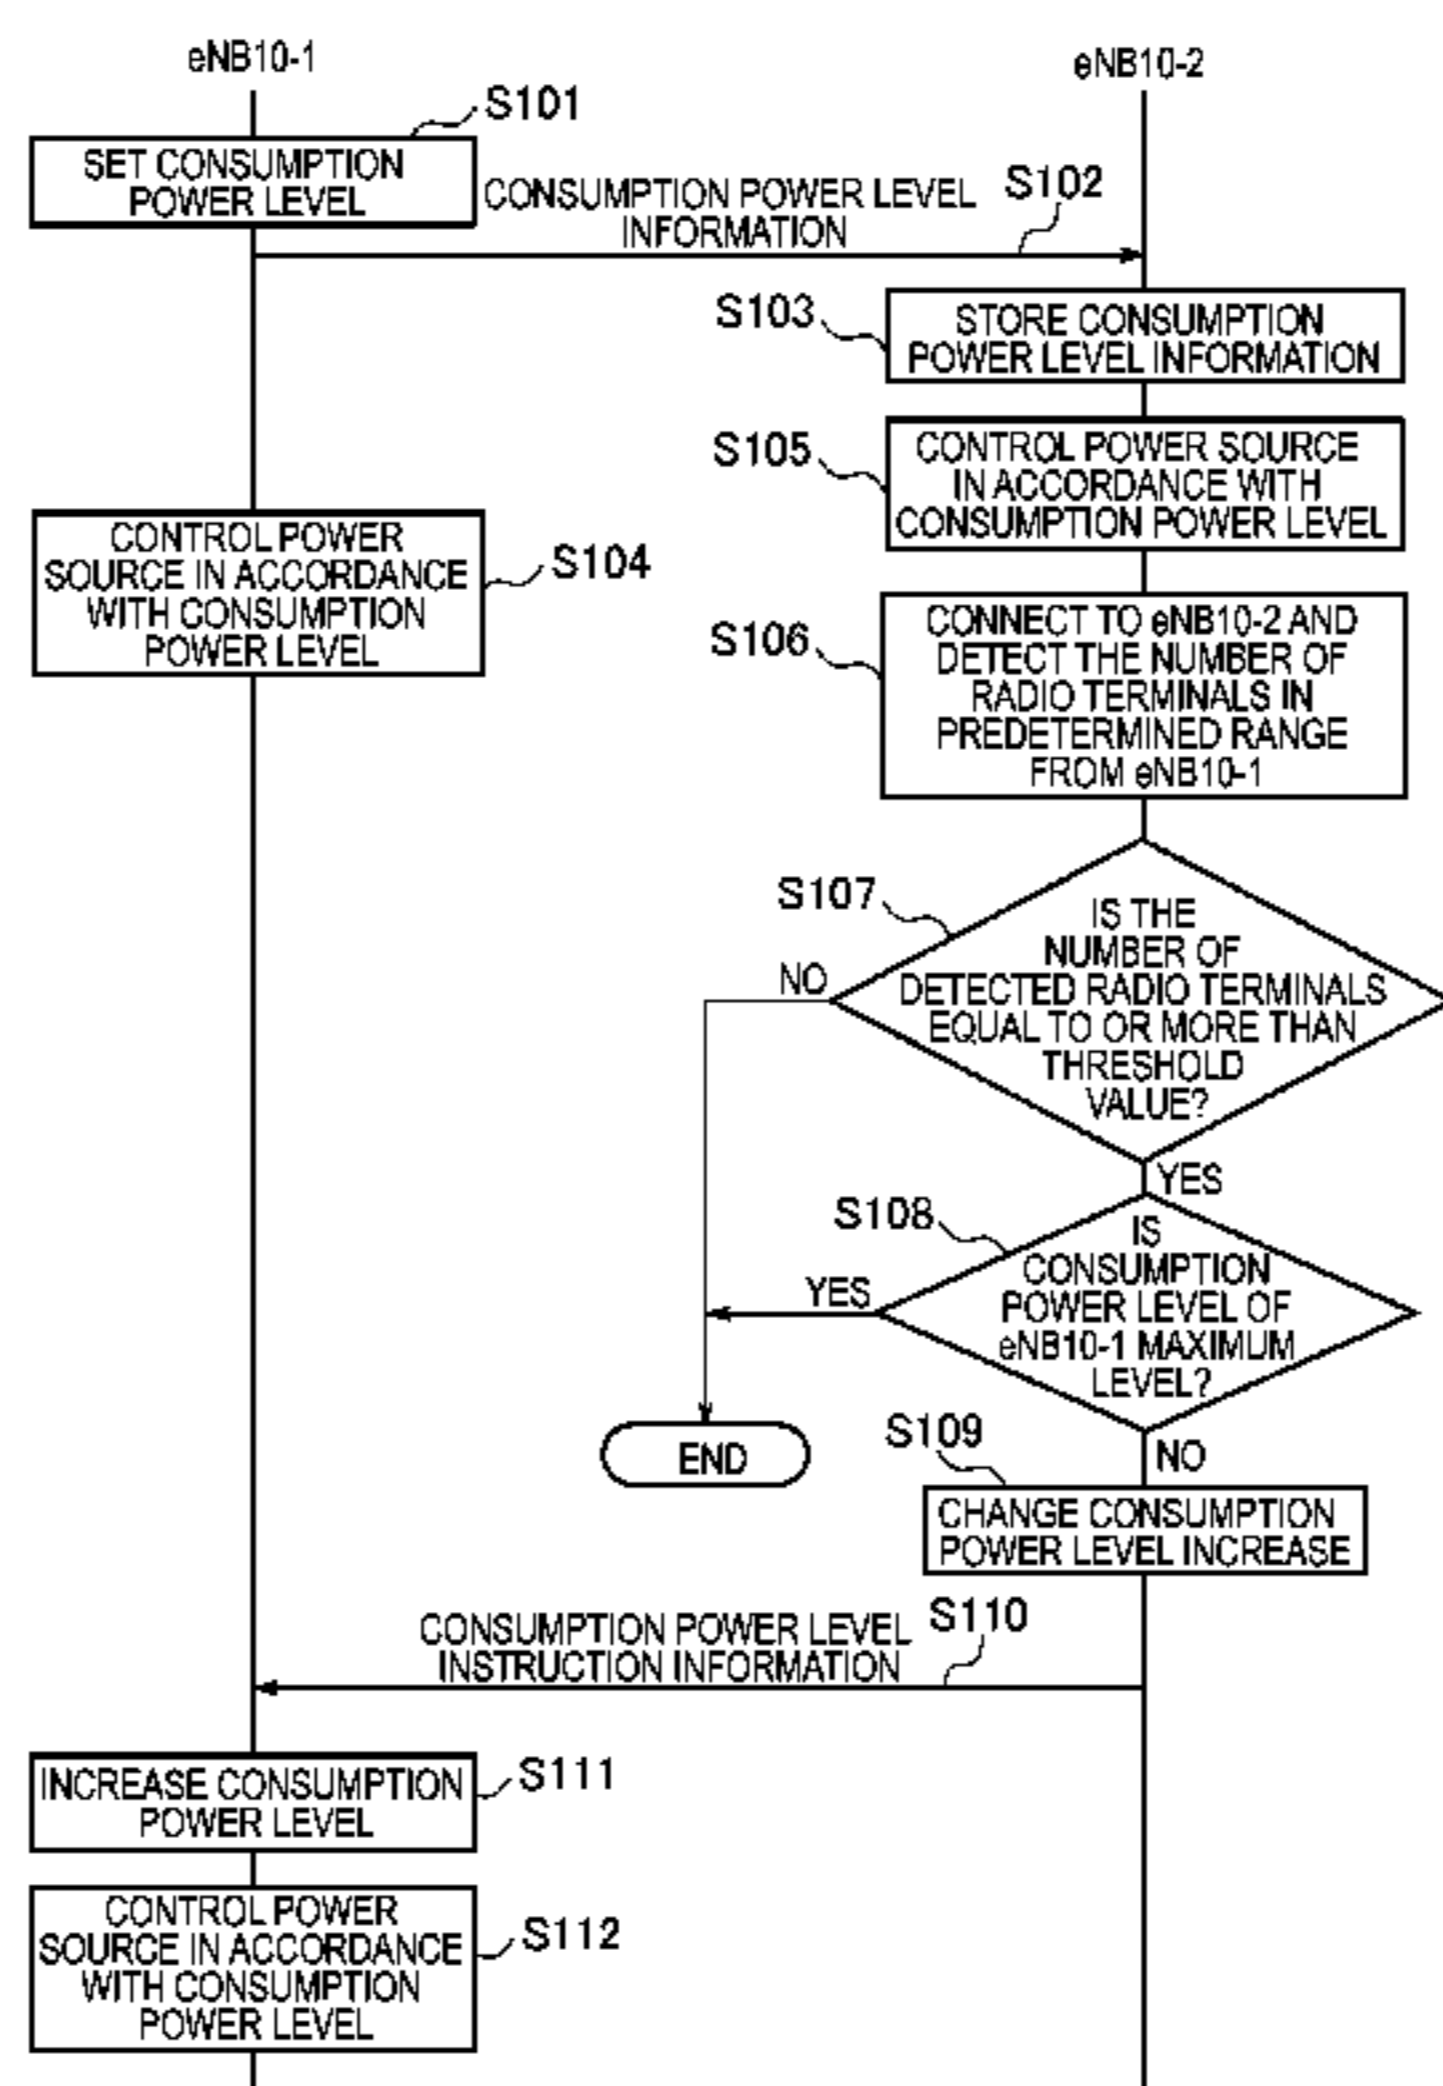 eNB10-1
eNB10-2
S101
SET CONSUMPTION
POWER LEVEL
CONSUMPTION POWER LEVEL
INFORMATION
S102
S103
STORE CONSUMPTION
POWER LEVEL INFORMATION
S105
CONTROL POWER SOURCE
IN ACCORDANCE WITH
CONSUMPTION POWER LEVEL
CONTROL POWER
SOURCE IN ACCORDANCE
WITH CONSUMPTION
POWER LEVEL
S104
S106
CONNECT TO eNB10-2 AND
DETECT THE NUMBER OF
RADIO TERMINALS IN
PREDETERMINED RANGE
FROM eNB10-1
S107
IS THE
NUMBER OF
DETECTED RADIO TERMINALS
EQUAL TO OR MORE THAN
THRESHOLD
VALUE?
NO
YES
S108
IS
CONSUMPTION
POWER LEVEL OF
eNB10-1 MAXIMUM
LEVEL?
YES
END
NO
S109
CHANGE CONSUMPTION
POWER LEVEL INCREASE
CONSUMPTION POWER LEVEL
INSTRUCTION INFORMATION
S110
INCREASE CONSUMPTION
POWER LEVEL
S111
CONTROL POWER
SOURCE IN ACCORDANCE
WITH CONSUMPTION
POWER LEVEL
S112